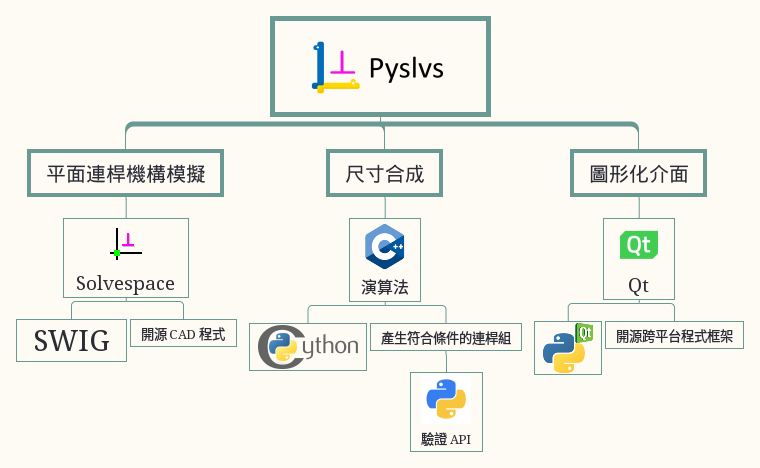 Pyslvs
平面連桿機構模擬
尺寸合成
圖形化介面
Solvespace
C++
演算法
Qt
Qt
SWIG
開源 CAD 程式
Cython
產生符合條件的連桿組
Qt
開源跨平台程式框架
驗證 API